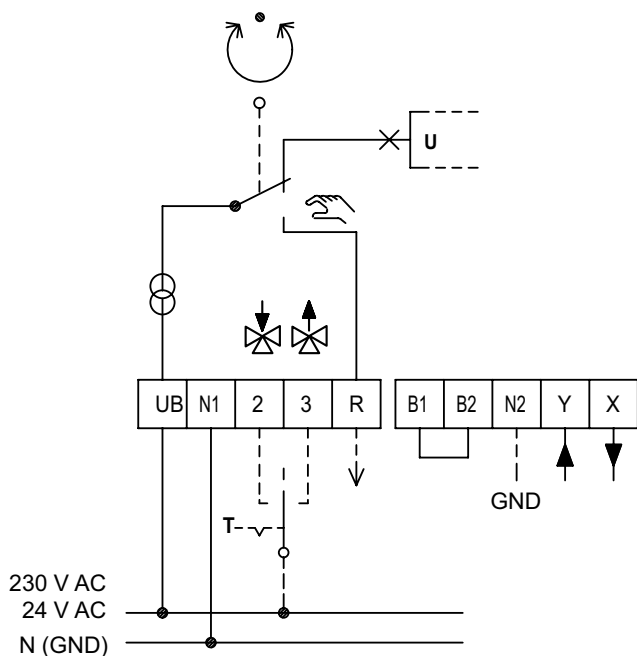 U
UB N1 2 3 R B1 B2 N2 Y X
GND
T
230 V AC
24 V AC
N (GND)